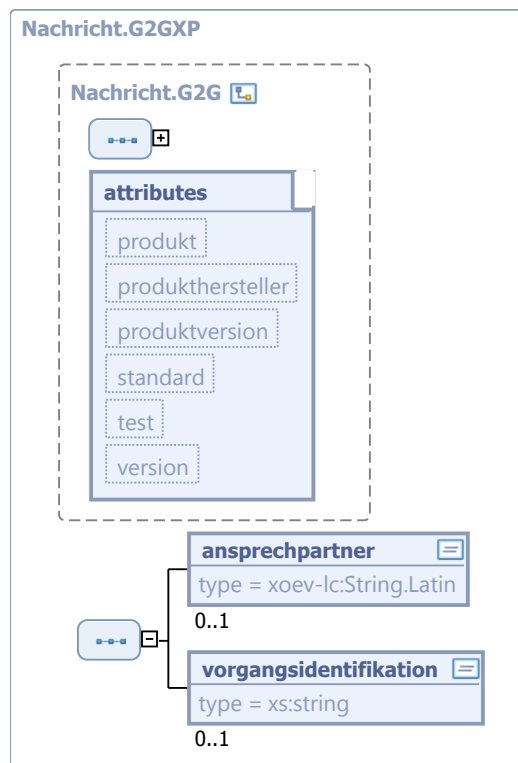 Nachricht.G2GXP
Nachricht.G2G
attributes
produkt
produkthersteller
produktversion
standard
test
version
ansprechpartner
type = xoev-lc:String.Latin
0..1
vorgangsidentifikation
type = xs:string
0..1